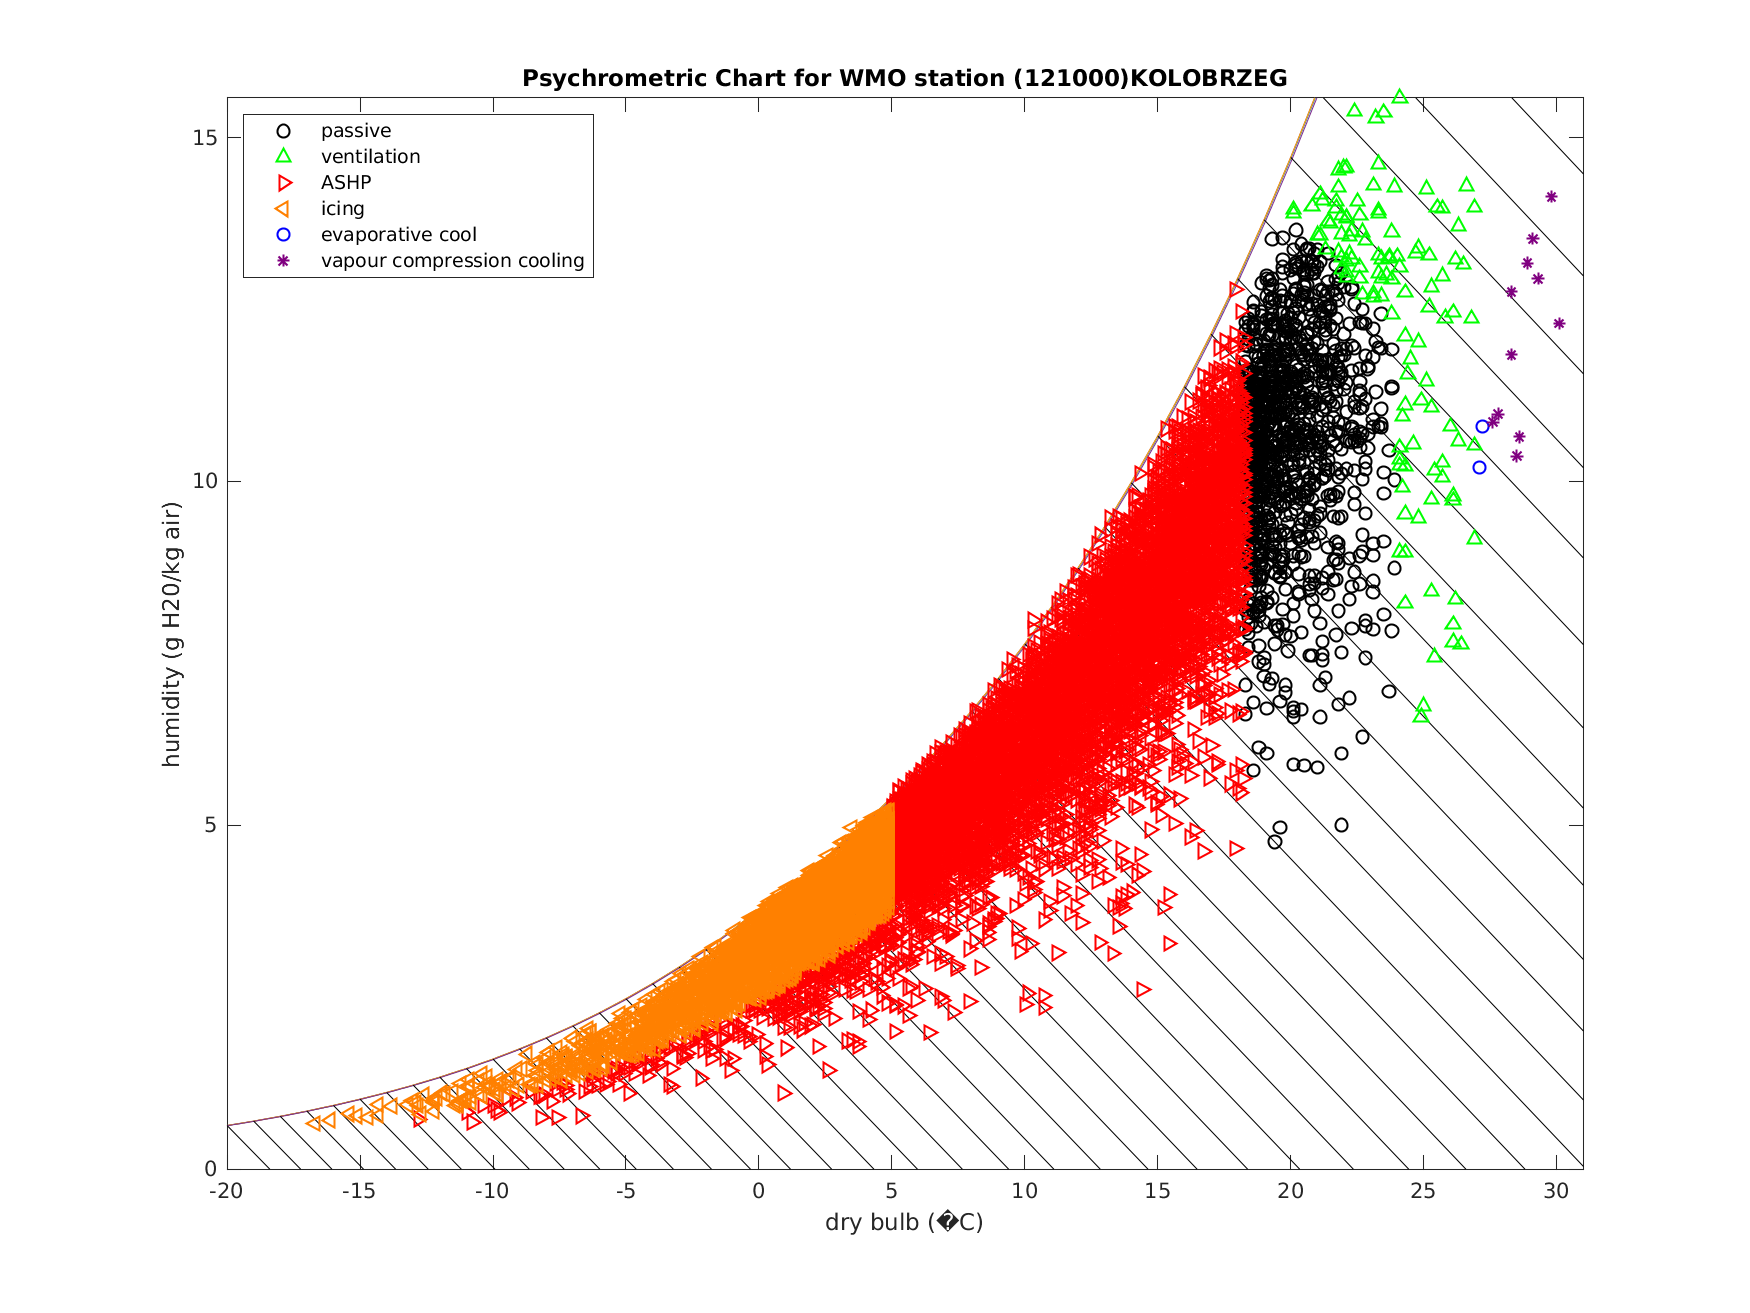 Psychrometric Chart for WMO station (121000)KOLOBRZEG
passive
ventilation
ASHP
icing
evaporative cool
vapour compression cooling
humidity (g H20/kg air)
15
10
5
0
-20 -15 -10 -5 0 5 10 15 20 25 30
dry bulb (�C)